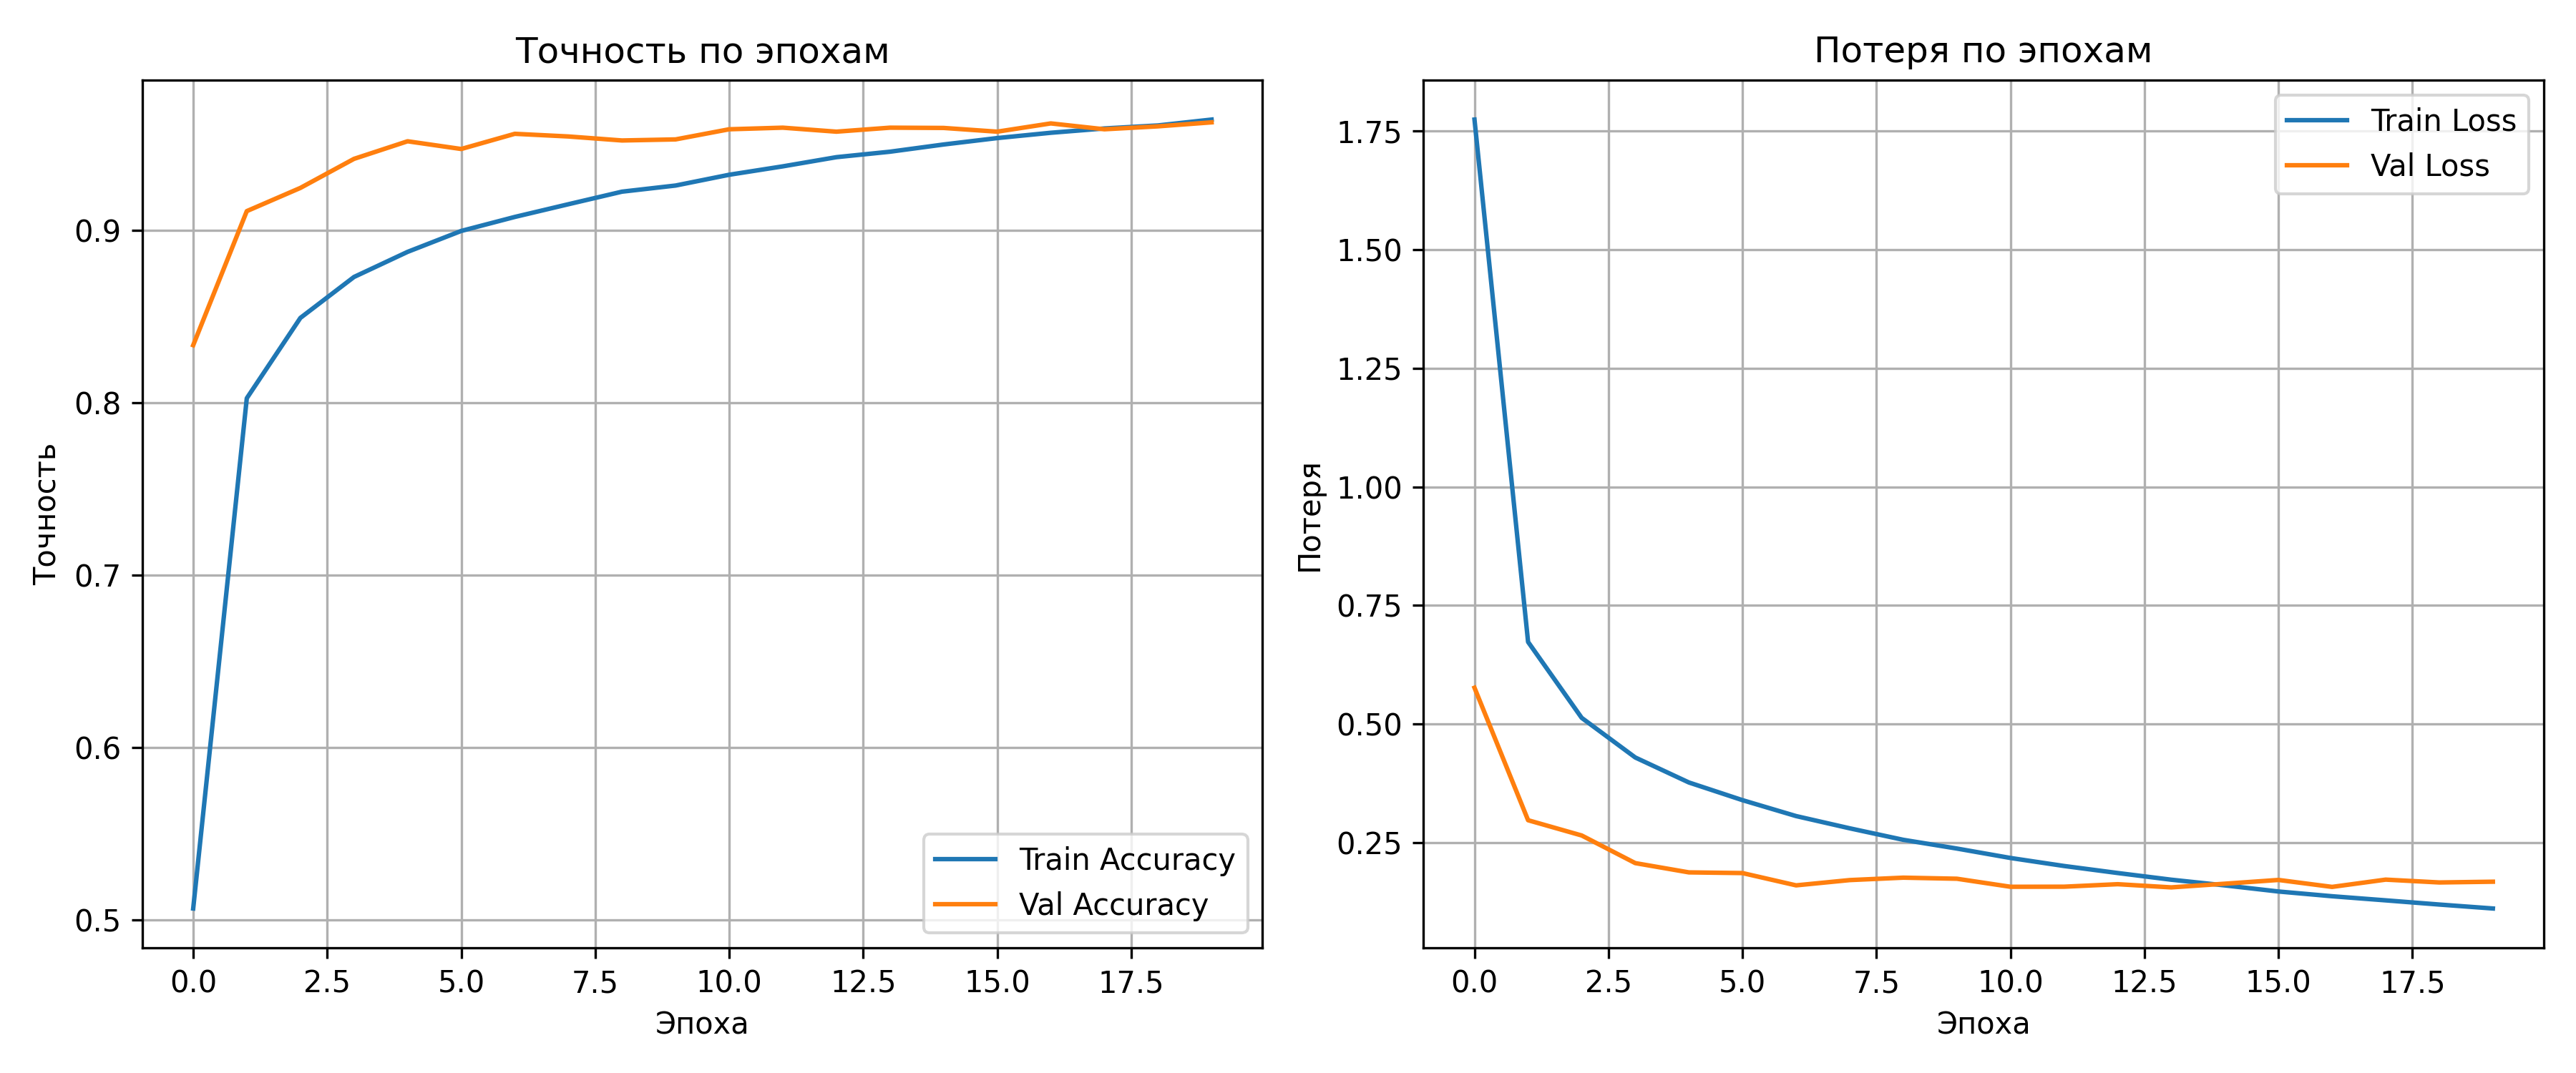 Точность по эпохам
Точность
0.9
0.8
0.7
0.6
0.5
0.0 2.5 5.0 7.5 10.0 12.5 15.0 17.5
Эпоха
Train Accuracy
Val Accuracy
Потеря по эпохам
Потеря
1.75
1.50
1.25
1.00
0.75
0.50
0.25
0.0 2.5 5.0 7.5 10.0 12.5 15.0 17.5
Эпоха
Train Loss
Val Loss